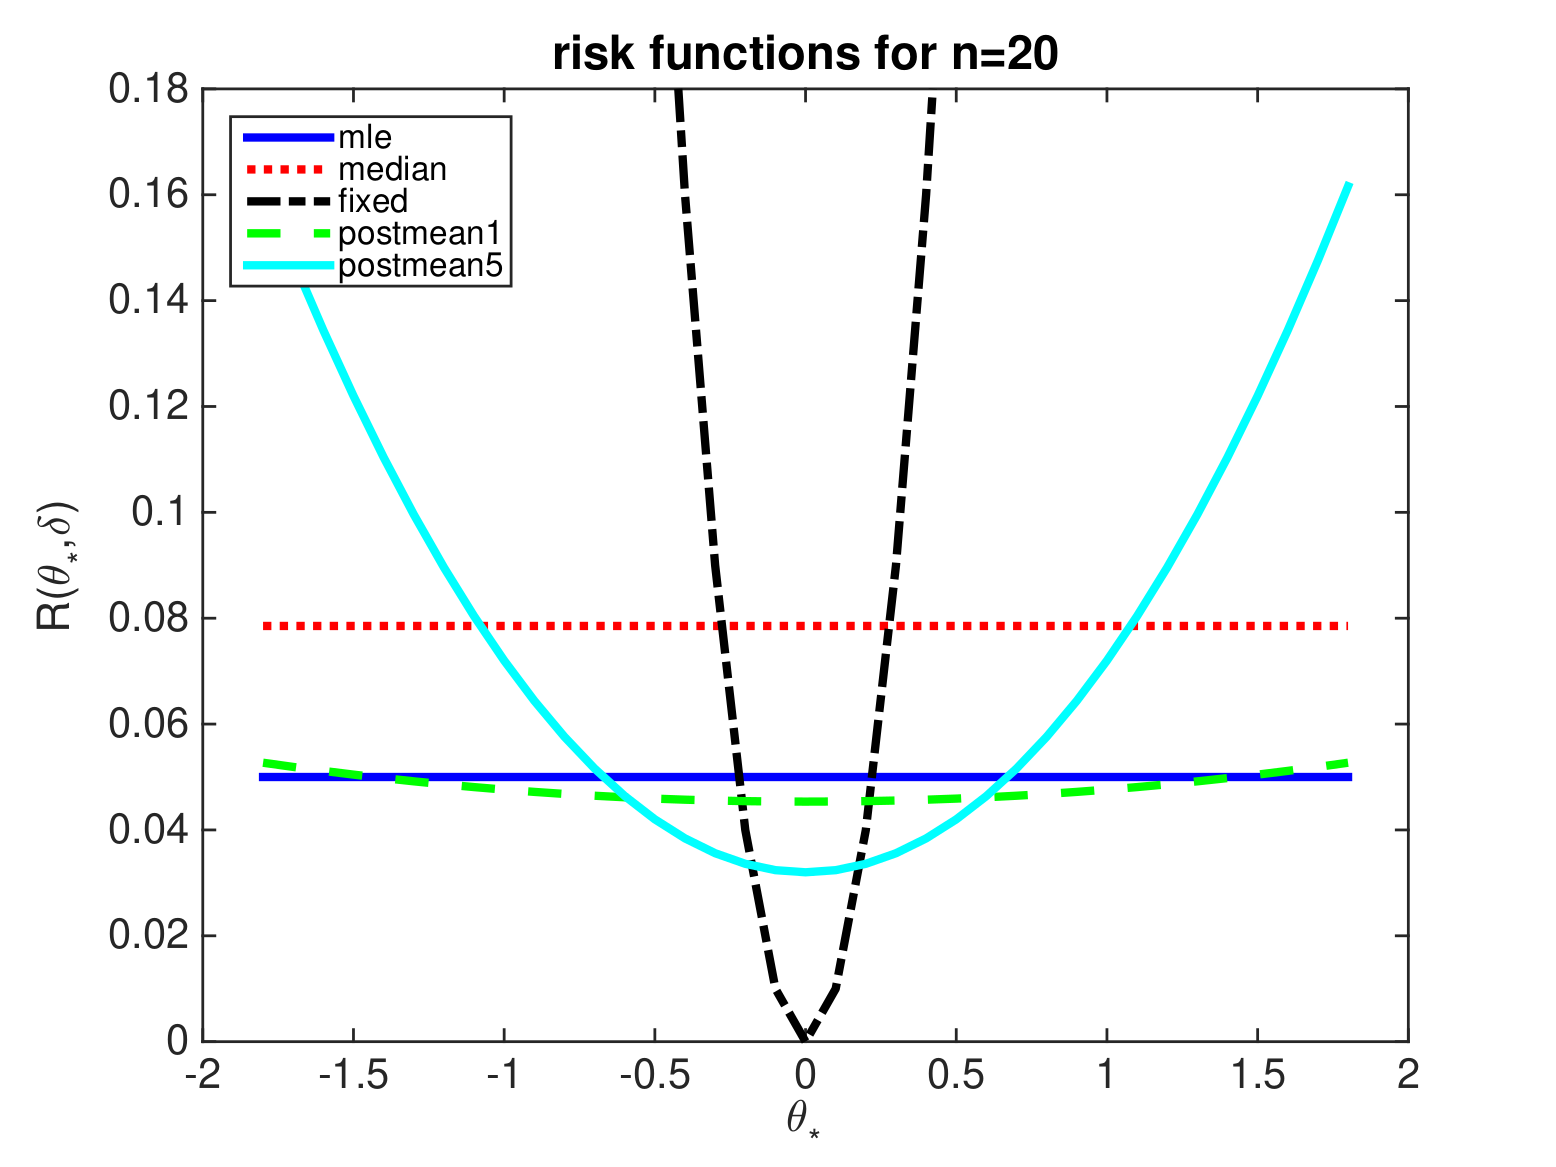 risk functions for n=20
0.18
0.16
0.14
0.12
0.1
0.08
0.06
0.04
0.02
0
mle
median
fixed
postmean1
postmean5
R(θ*,δ)
-2 -1.5 -1 -0.5 0 0.5 1 1.5 2
θ*